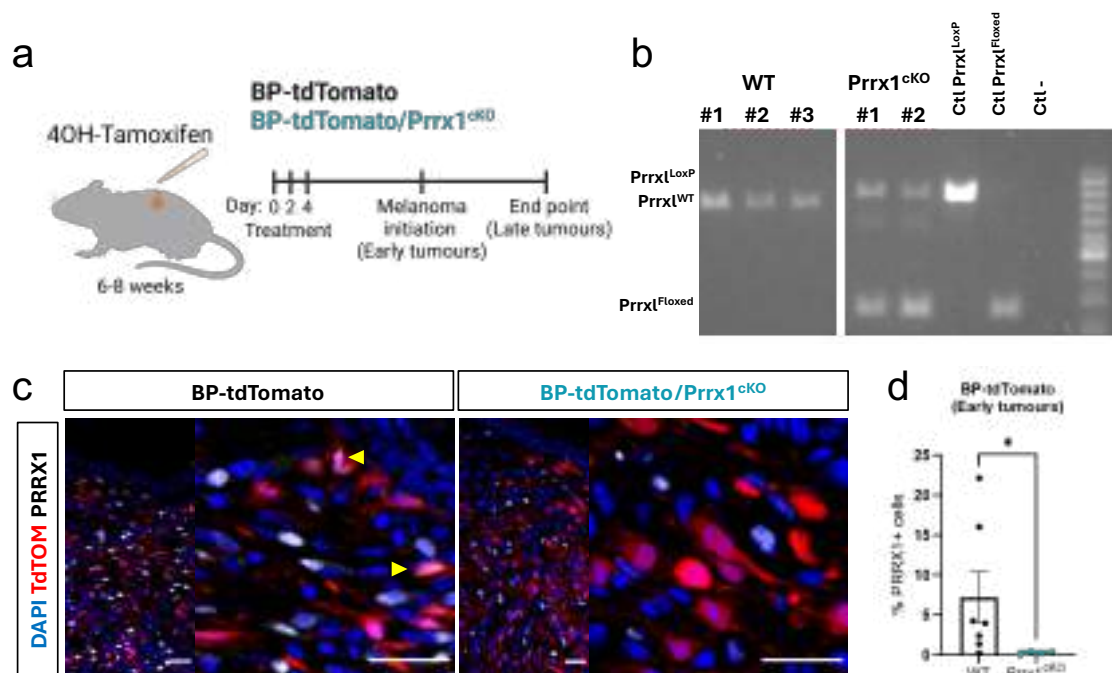 a
BP-tdTomato
BP-tdTomato/Prrx1cKO
4OH-Tamoxifen
Day: 0 2 4
Treatment
Melanoma
initiation
(Early tumours)
End point
(Late tumours)
6-8 weeks
b
WT
#1 #2 #3
Prrx1cKO
#1 #2
Ctl PrrxlLoxP
Ctl PrrxlFloxed
Ctl -
PrrxlLoxP
PrrxlWT
PrrxlFloxed
c
BP-tdTomato
BP-tdTomato/Prrx1cKO
DAPI TdTOM PRRX1
d
BP-tdTomato
(Early tumours)
*
% PRRX1+ cells
25
20
15
10
5
0
WT Prrx1cKO